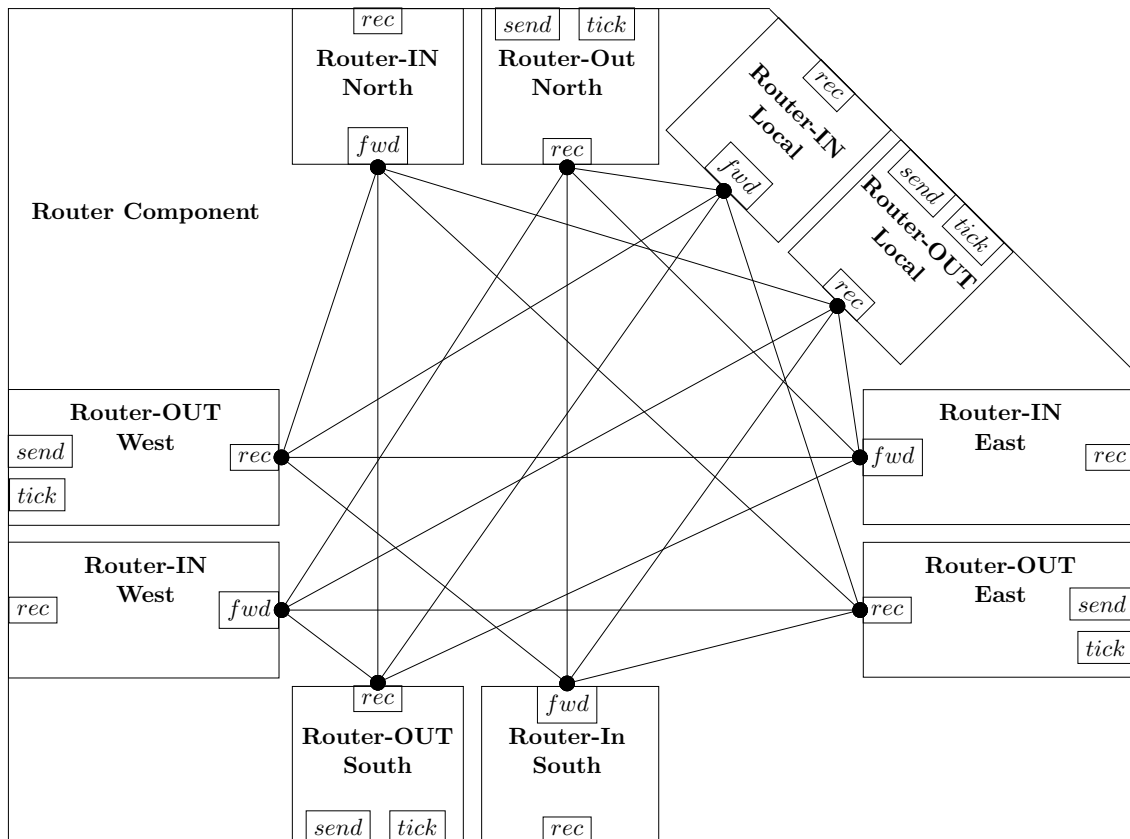 rec
Router-IN
North
fwd
send tick
Router-Out
North
rec
rec
Router-IN
Local
fwd
send
tick
Router-OUT
Local
rec
Router Component
Router-OUT
West
send
rec
tick
Router-IN
East
fwd
rec
Router-IN
West
rec
fwd
Router-OUT
East
rec
send
tick
rec
Router-OUT
South
send tick
fwd
Router-In
South
rec